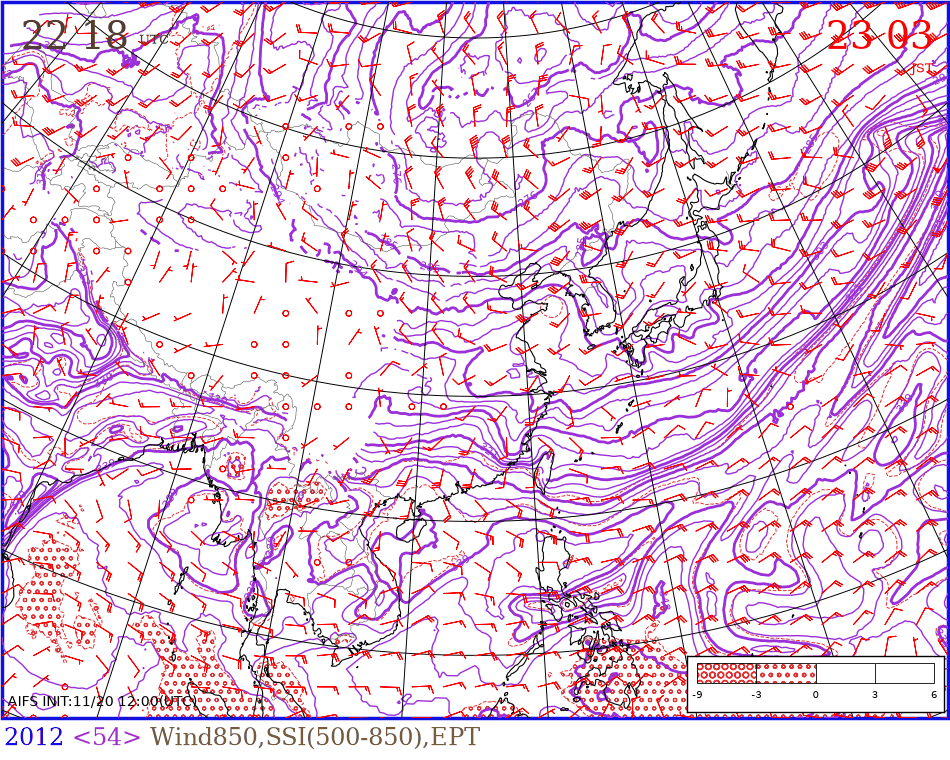 22 18 UTC
23 03
JST
AIFS INIT:11/20 12:00(UTC)
-9 -3 0 3 6
2012 <54> Wind850,SSI(500-850),EPT